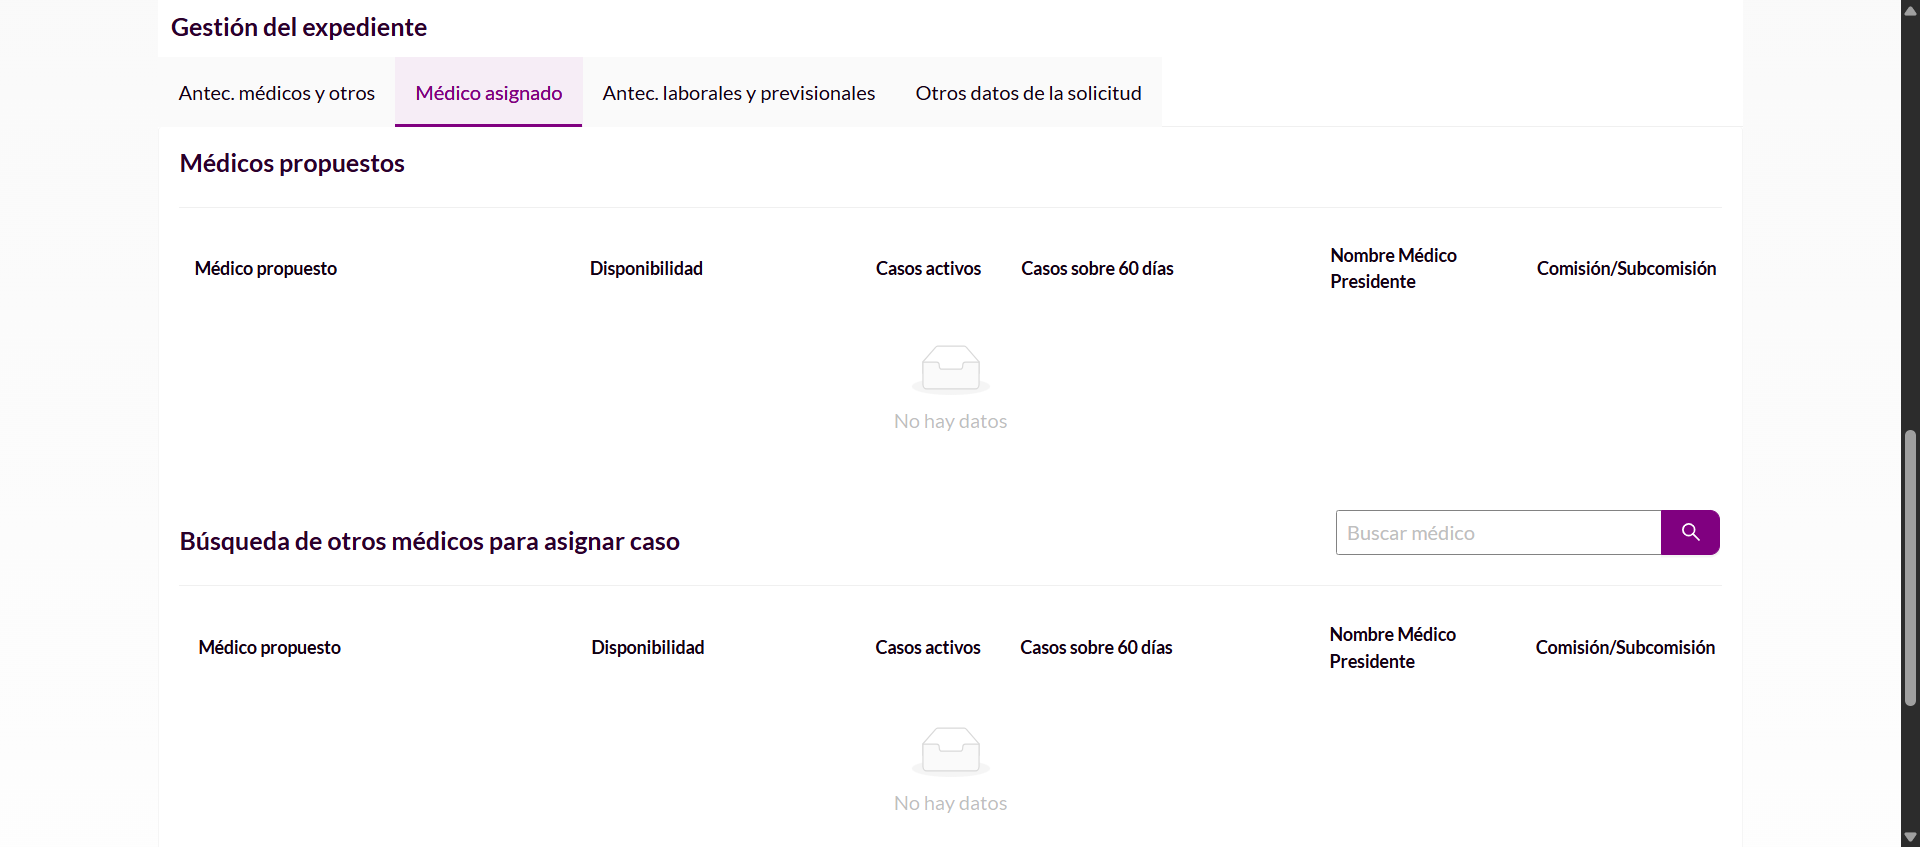 Gestión del expediente
Antec. médicos y otros Médico asignado Antec. laborales y previsionales Otros datos de la solicitud
Médicos propuestos
Médico propuesto Disponibilidad Casos activos Casos sobre 60 días Nombre Médico Presidente Comisión/Subcomisión
No hay datos
Búsqueda de otros médicos para asignar caso Buscar médico
Médico propuesto Disponibilidad Casos activos Casos sobre 60 días Nombre Médico Presidente Comisión/Subcomisión
No hay datos